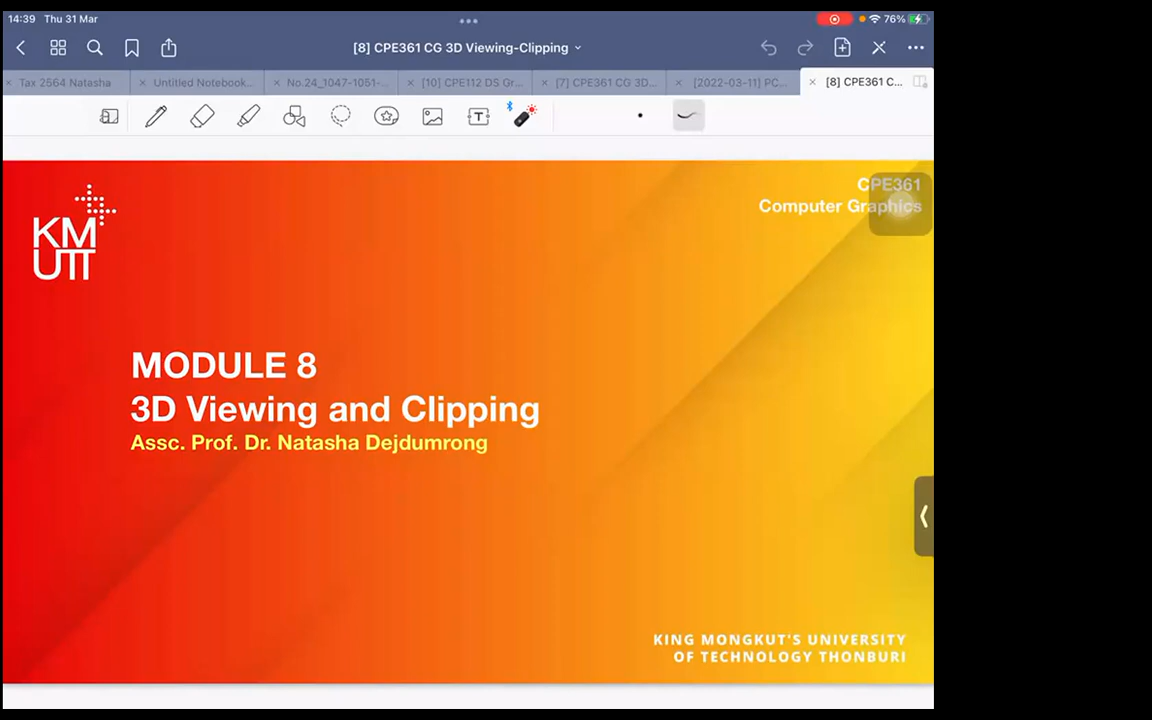 14:39 Thu 31 Mar
76%
[8] CPE361 CG 3D Viewing-Clipping
Tax 2564 Natasha
Untitled Notebook...
No.24_1047-1051-...
[10] CPE112 DS Gr...
[7] CPE361 CG 3D...
[2022-03-11] PC...
[8] CPE361 C...
T
KM
UTT
CPE361
Computer Graphics
MODULE 8
3D Viewing and Clipping
Assc. Prof. Dr. Natasha Dejdumrong
KING MONGKUT'S UNIVERSITY
OF TECHNOLOGY THONBURI